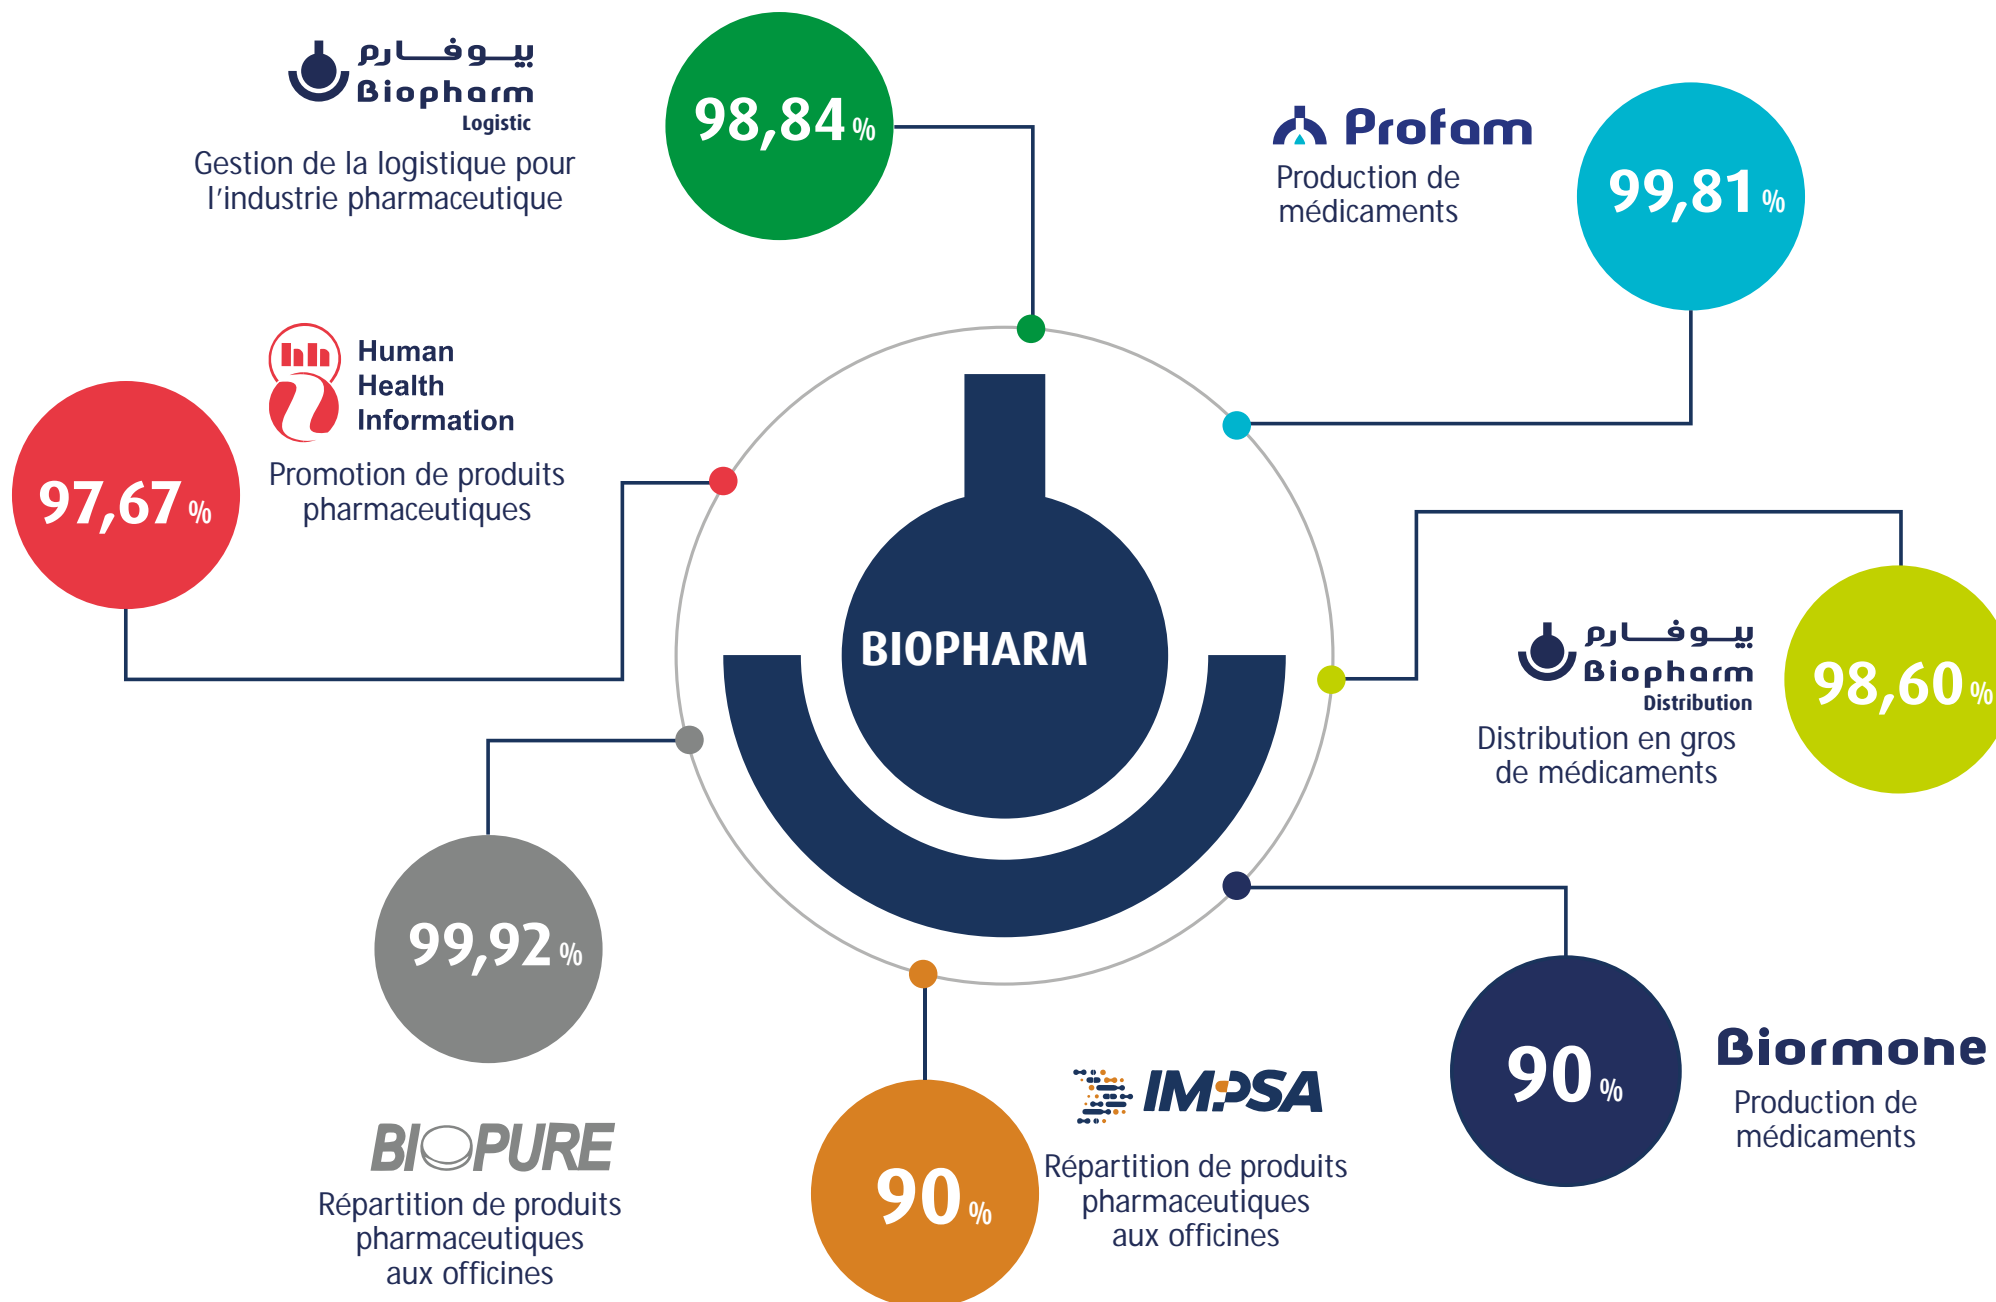 بيوفارم
Biopharm
Logistic
Gestion de la logistique pour
l'industrie pharmaceutique
98,84 %
Profam
Production de
médicaments
99,81 %
Human
Health
Information
Promotion de produits
pharmaceutiques
97,67 %
BIOPHARM
بيوفارم
Biopharm
Distribution
Distribution en gros
de médicaments
98,60 %
99,92 %
BIOPURE
Répartition de produits
pharmaceutiques
aux officines
90 %
IMPSA
Répartition de produits
pharmaceutiques
aux officines
90 %
Biormone
Production de
médicaments